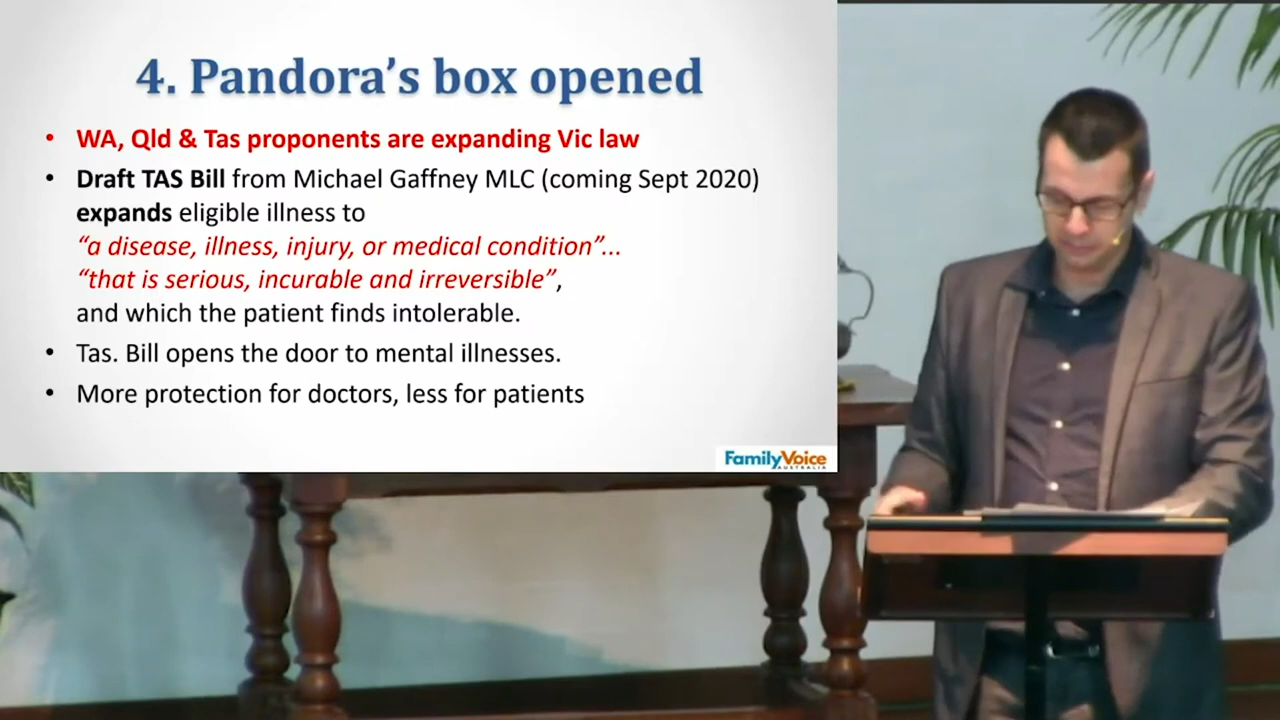 4. Pandora’s box opened
• WA, Qld & Tas proponents are expanding Vic law
• Draft TAS Bill from Michael Gaffney MLC (coming Sept 2020)
expands eligible illness to
“a disease, illness, injury, or medical condition”...
“that is serious, incurable and irreversible”,
and which the patient finds intolerable.
• Tas. Bill opens the door to mental illnesses.
• More protection for doctors, less for patients
FamilyVoice
AUSTRALIA